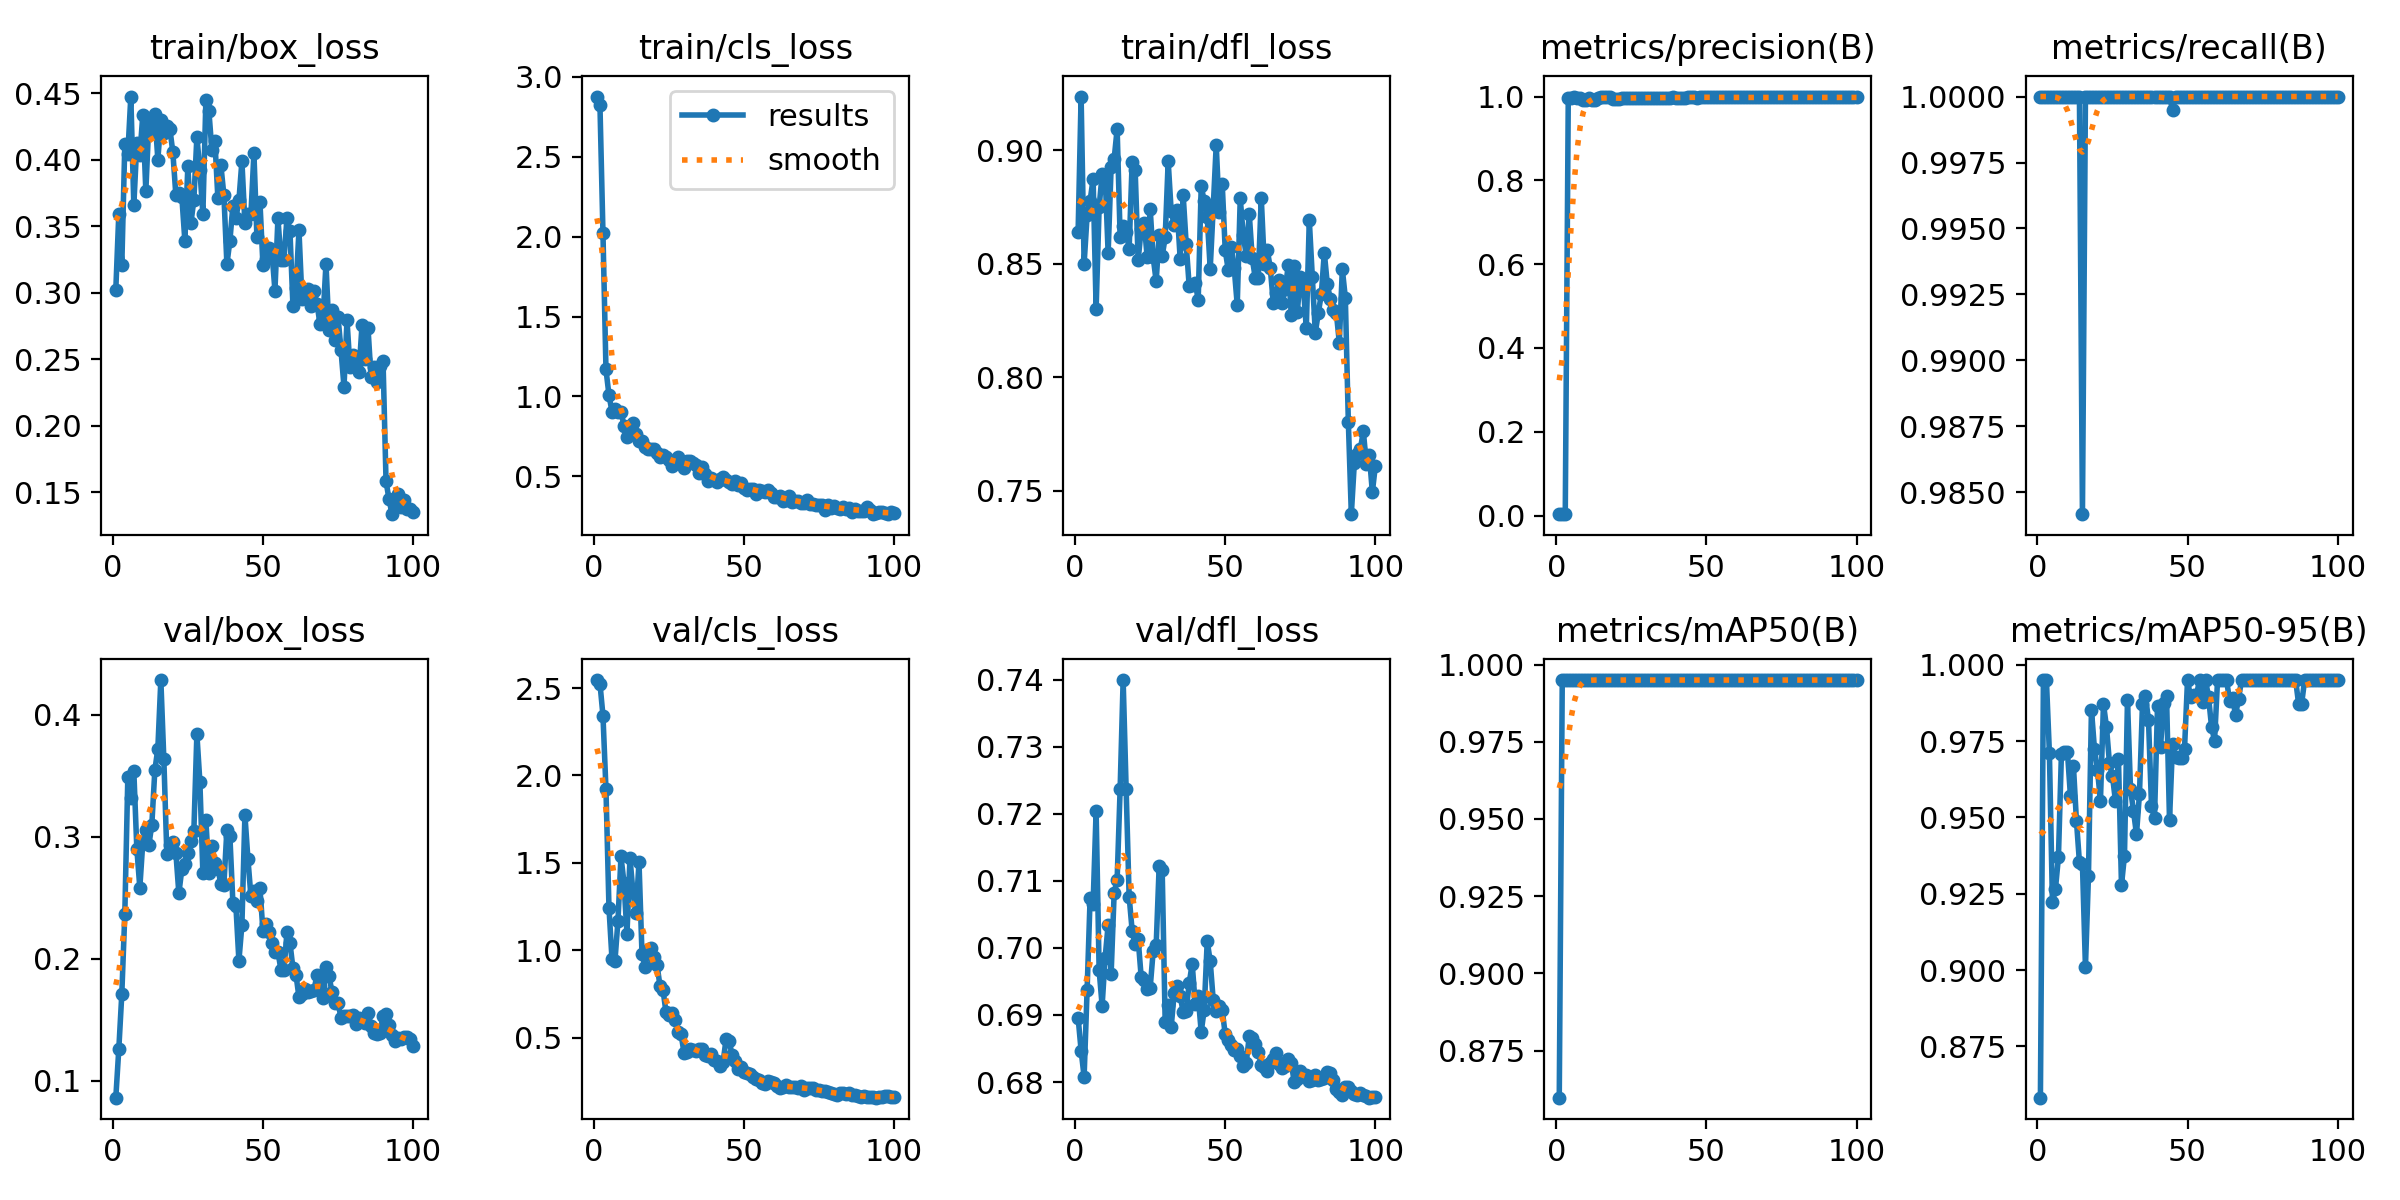 train/box_loss
0.45
0.40
0.35
0.30
0.25
0.20
0.15
0 50 100
train/cls_loss
3.0
2.5
2.0
1.5
1.0
0.5
results
smooth
0 50 100
train/dfl_loss
0.90
0.85
0.80
0.75
0 50 100
metrics/precision(B)
1.0
0.8
0.6
0.4
0.2
0.0
0 50 100
metrics/recall(B)
1.0000
0.9975
0.9950
0.9925
0.9900
0.9875
0.9850
0 50 100
val/box_loss
0.4
0.3
0.2
0.1
0 50 100
val/cls_loss
2.5
2.0
1.5
1.0
0.5
0 50 100
val/dfl_loss
0.74
0.73
0.72
0.71
0.70
0.69
0.68
0 50 100
metrics/mAP50(B)
1.000
0.975
0.950
0.925
0.900
0.875
0 50 100
metrics/mAP50-95(B)
1.000
0.975
0.950
0.925
0.900
0.875
0 50 100